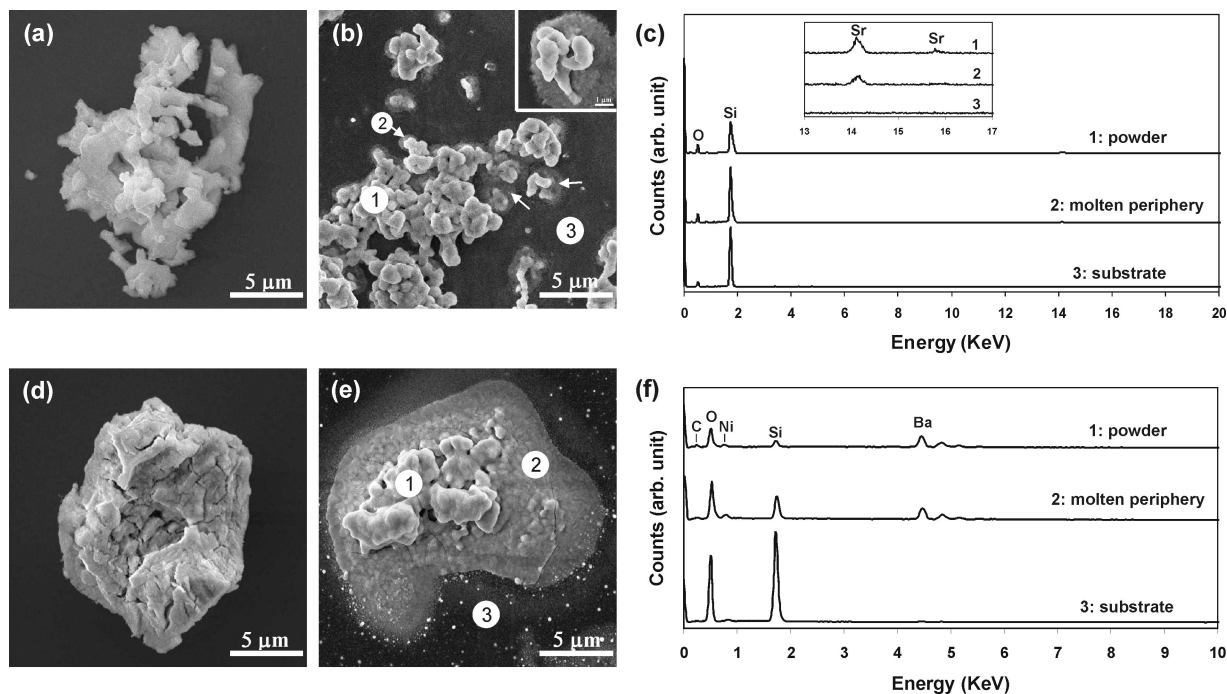 (a)
5 µm
(b)
1 µm
2
1
3
5 µm
(c)
Counts (arb. unit)
Sr
Sr
1
2
3
13 14 15 16 17
O
Si
1: powder
2: molten periphery
3: substrate
0 2 4 6 8 10 12 14 16 18 20
Energy (KeV)
(d)
5 µm
(e)
1
2
3
5 µm
(f)
Counts (arb. unit)
C
O
Ni
Si
Ba
1: powder
2: molten periphery
3: substrate
0 1 2 3 4 5 6 7 8 9 10
Energy (KeV)